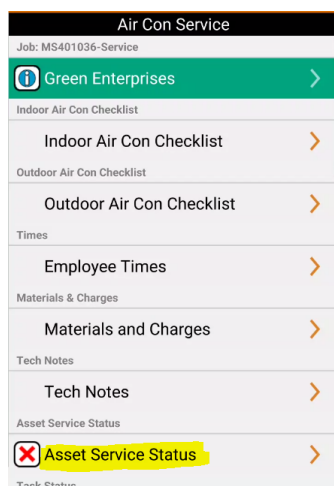 Air Con Service
Job: MS401036-Service
Green Enterprises
Indoor Air Con Checklist
Indoor Air Con Checklist
Outdoor Air Con Checklist
Outdoor Air Con Checklist
Times
Employee Times
Materials & Charges
Materials and Charges
Tech Notes
Tech Notes
Asset Service Status
Asset Service Status
Task Status